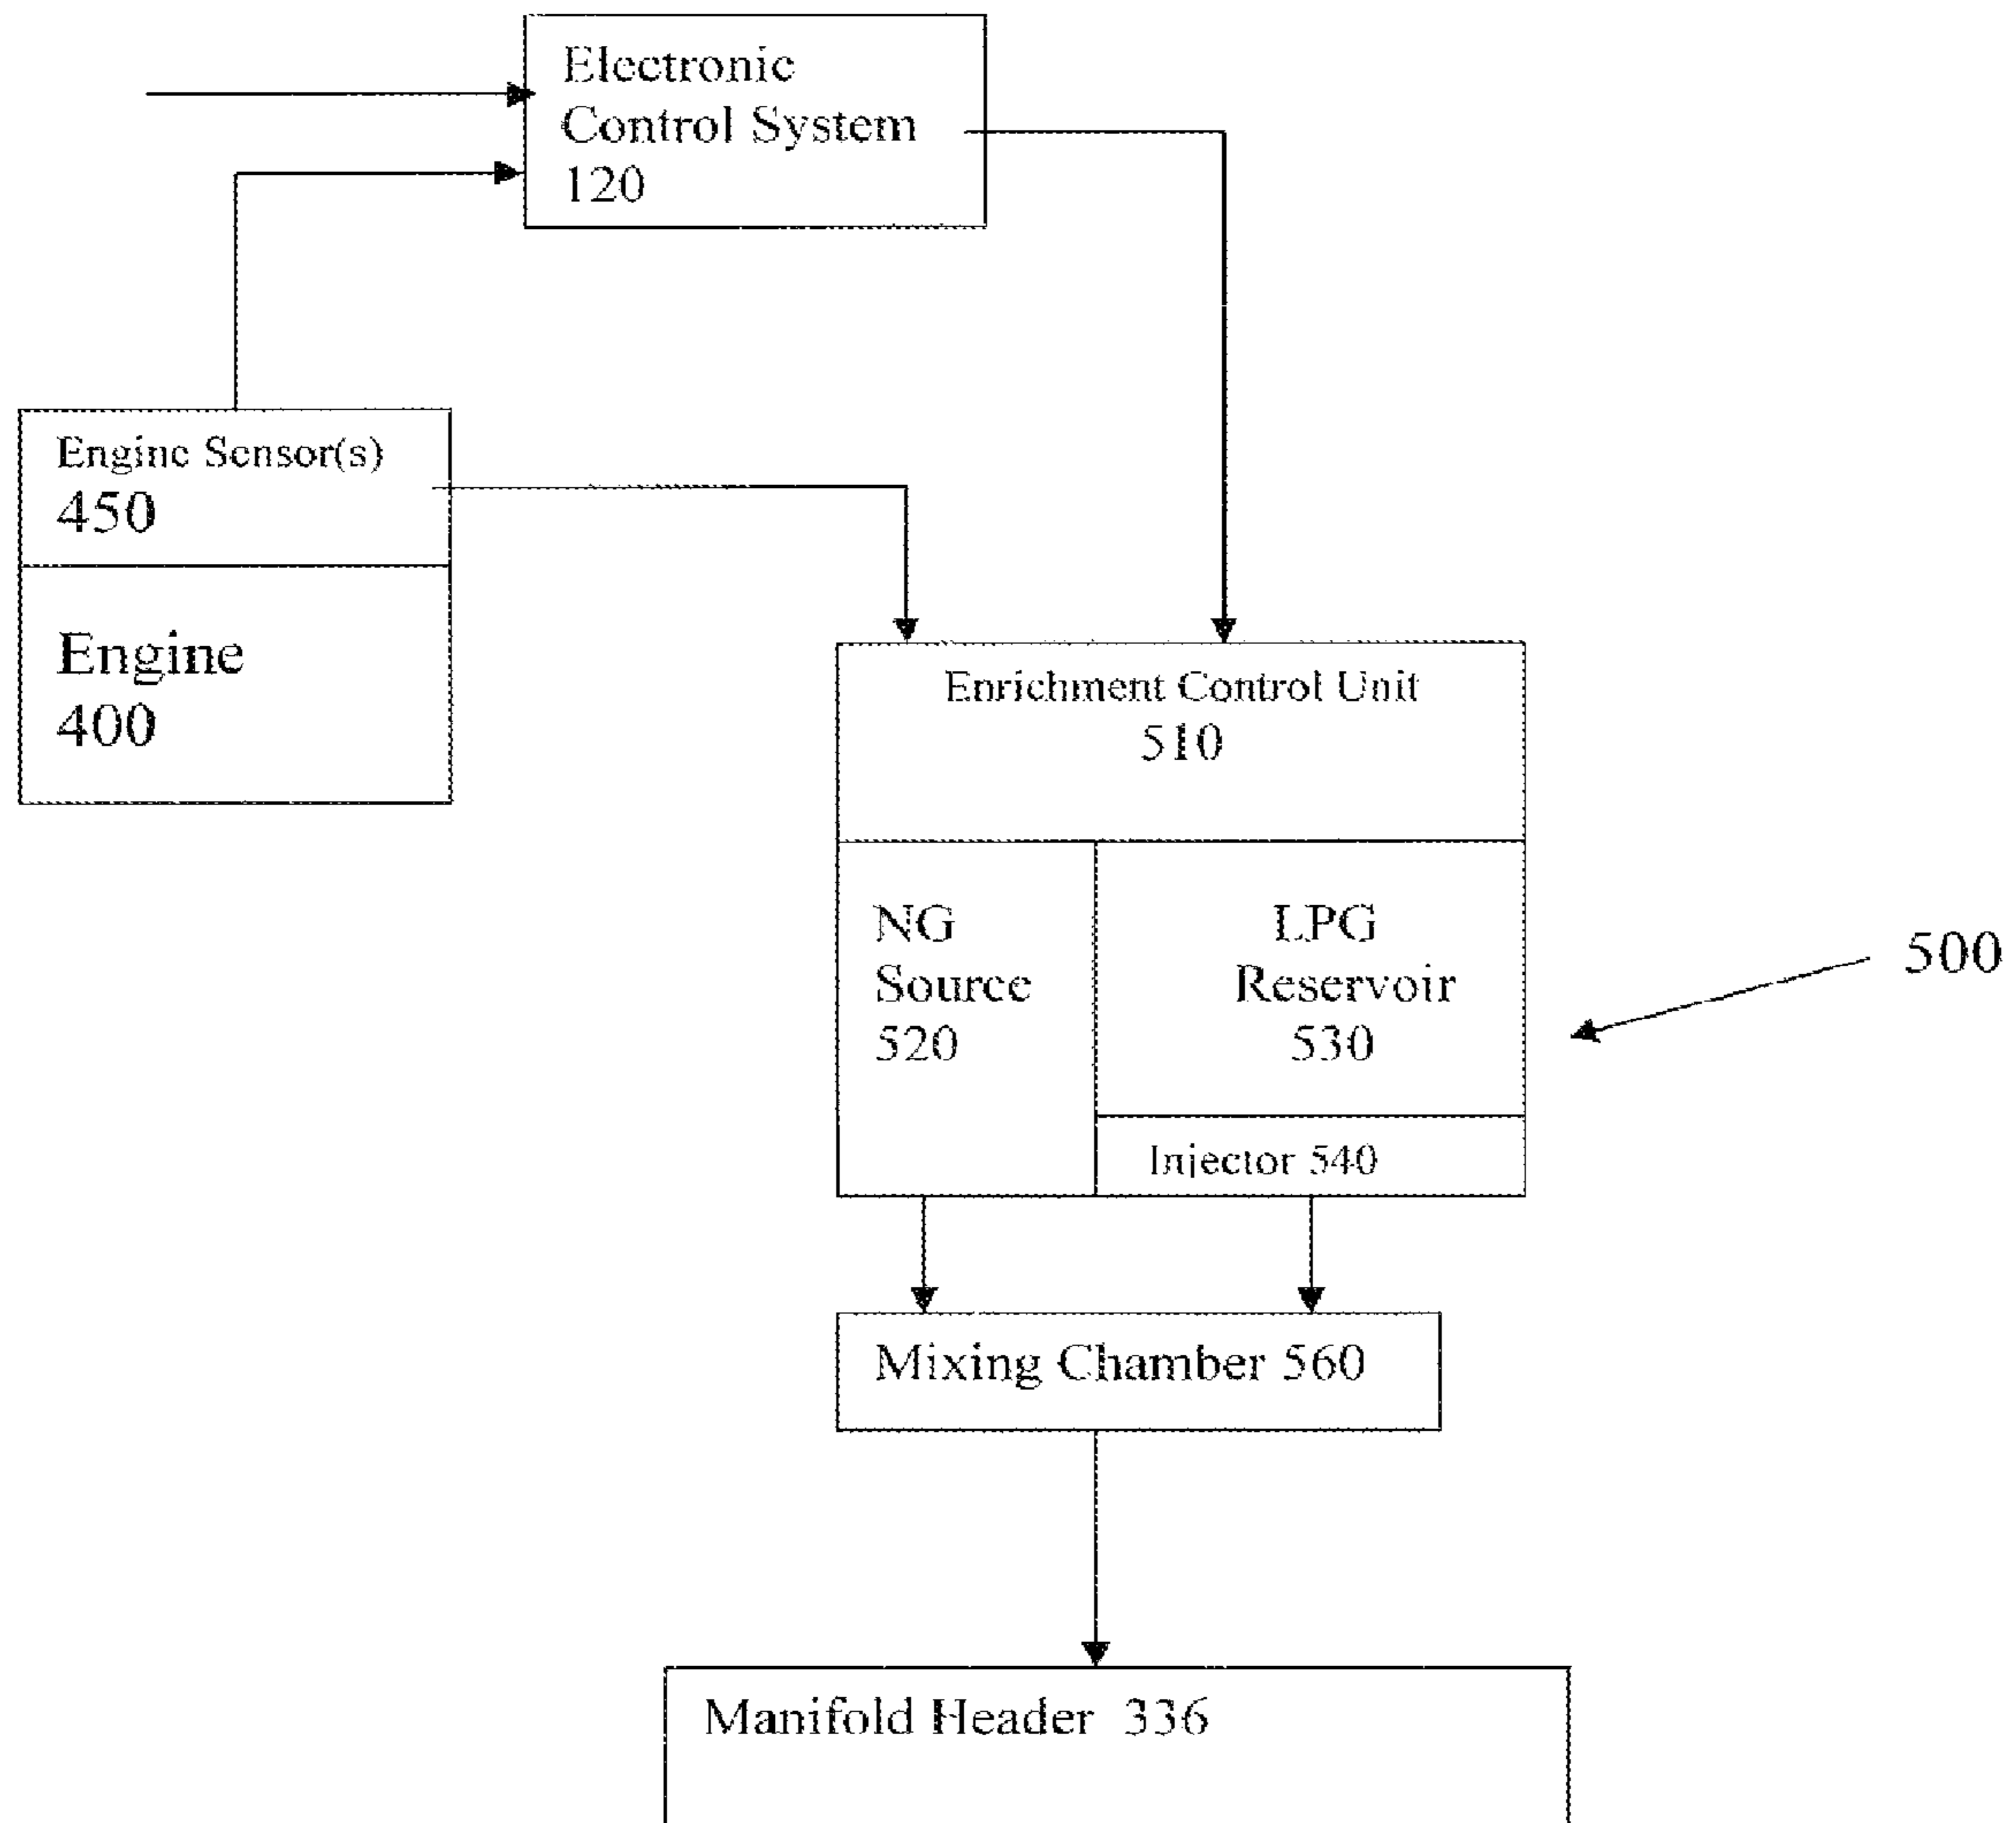 Electronic
Control System
120
Engine Sensor(s)
450
Engine
400
Enrichment Control Unit
510
NG
Source
520
LPG
Reservoir
530
Injector 540
500
Mixing Chamber 560
Manifold Header 336